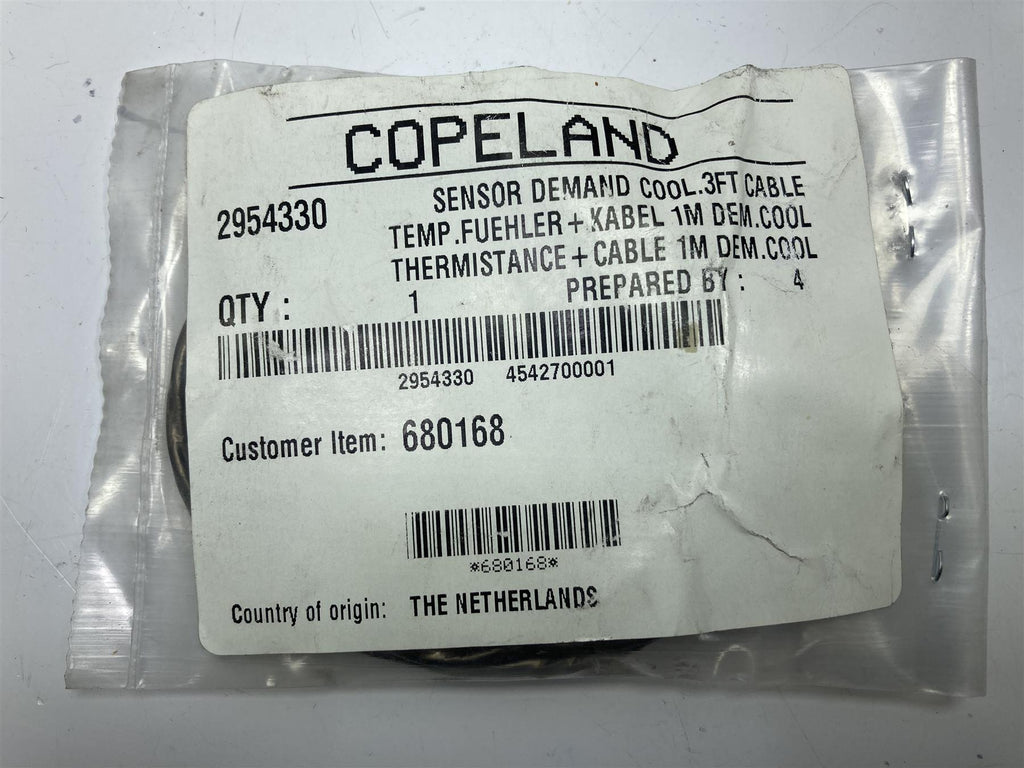 COPELAND
2954330
SENSOR DEMAND COOL.3FT CABLE
TEMP.FUEHLER + KABEL 1M DEM.COOL
THERMISTANCE + CABLE 1M DEM.COOL
QTY : 1 PREPARED BY : 4
2954330 4542700001
Customer Item: 680168
*680168*
Country of origin: THE NETHERLANDS